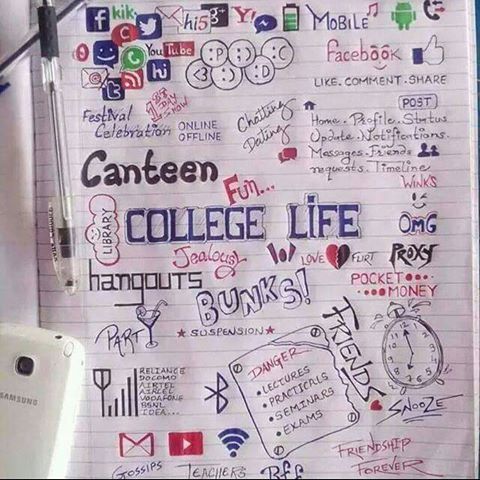 kik
hi5 g+ Y! MOBILE
You Tube
hi
:) :P :C
<3 :) :D
facebook
LIKE. COMMENT. SHARE
POST
Festival
Celebration
ONLINE
OFFLINE
Chatting
Dating
Home. Profile. Status
Update. Notifications.
Messages. Friends
requests. Timeline
WINKS
Canteen
Fun...
LIBRARY
COLLEGE LIFE
OMG
Jealousy
LOVE FLIRT
PROXY
hangouts
BUNKS!
POCKET
MONEY
PARTY
SUSPENSION
FRIENDS
RELIANCE
DOCOMO
AIRTEL
AIRCEL
VODAFONE
BSNL
IDEA...
DANGER
LECTURES
PRACTICALS
SEMINARS
EXAMS
SNOOZE
SAMSUNG
GOSSIPS
TEACHERS
Bff
FRIENDSHIP
FOREVER